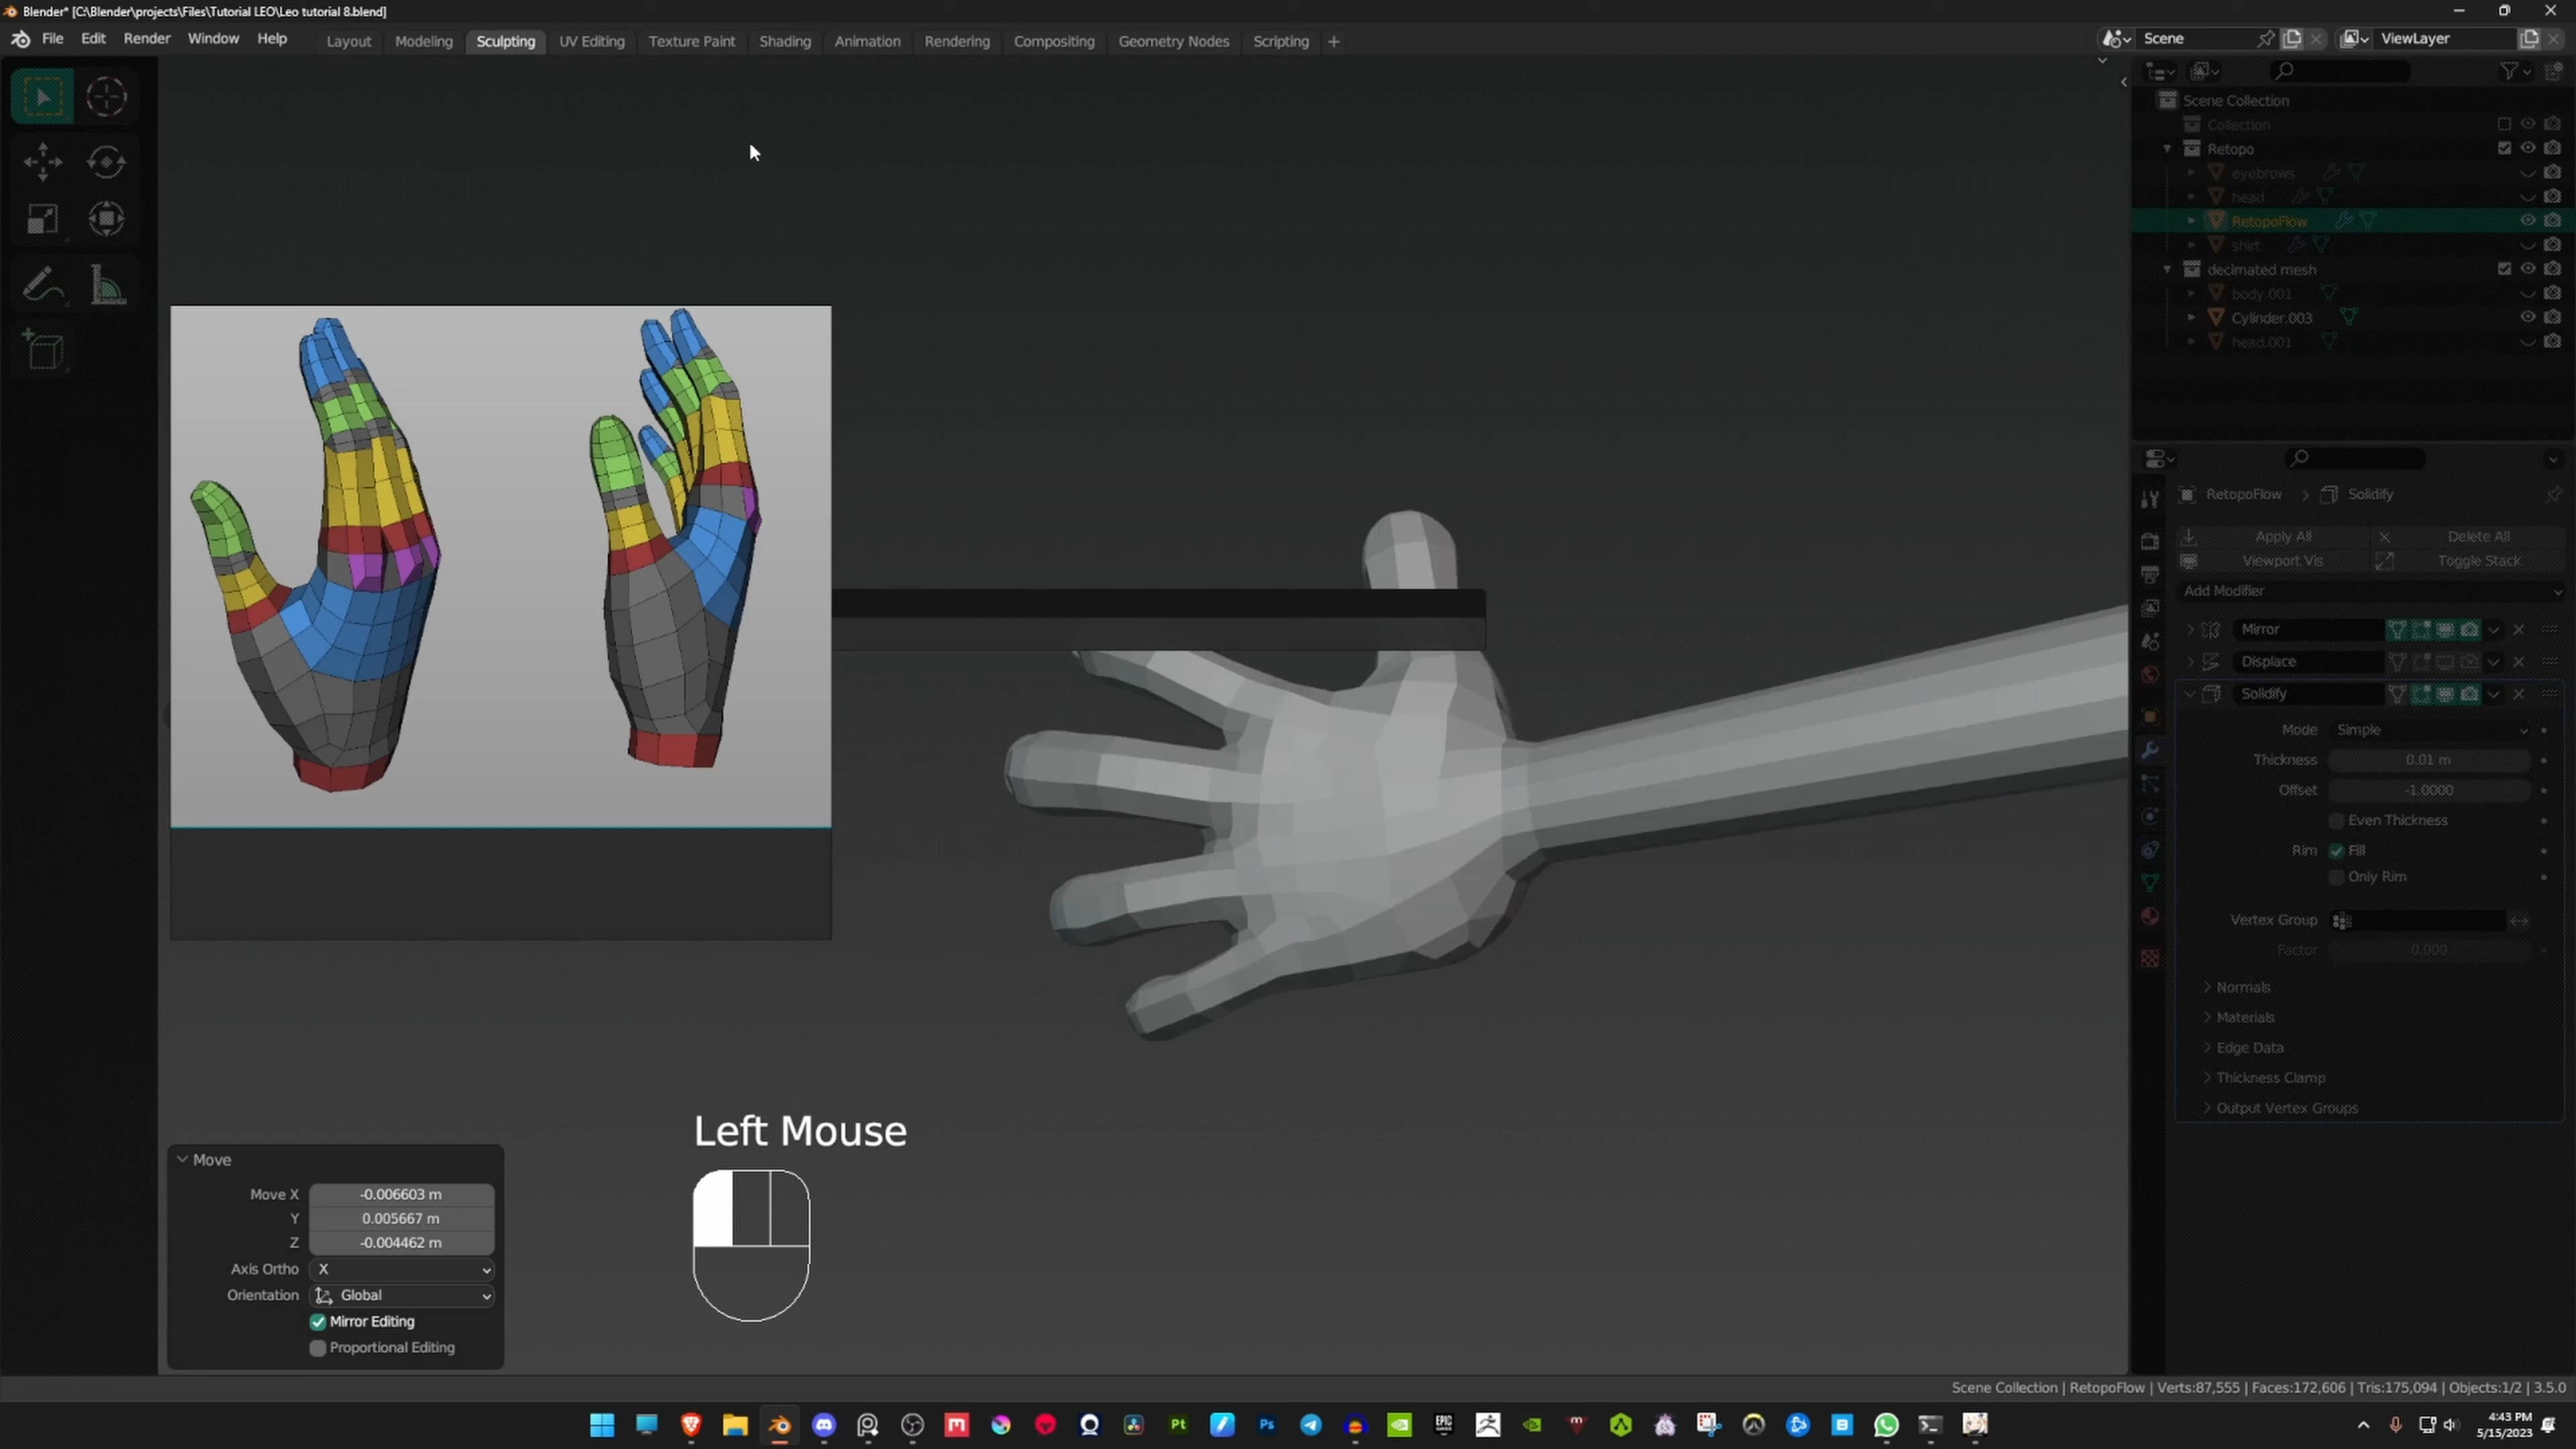 Blender* [C:\Blender\projects\Files\Tutorial LEO\Leo tutorial 8.blend]
File Edit Render Window Help
Layout Modeling Sculpting UV Editing Texture Paint Shading Animation Rendering Compositing Geometry Nodes Scripting +
Scene
ViewLayer
Scene Collection
Collection
Retopo
eyebrows
head
RetopoFlow
shirt
decimated mesh
body.001
Cylinder.003
head.001
RetopoFlow > Solidify
Apply All Delete All
Viewport Vis Toggle Stack
Add Modifier
Mirror
Displace
Solidify
Mode Simple
Thickness 0.01 m
Offset -1.0000
Even Thickness
Rim Fill
Only Rim
Vertex Group
Factor 0.000
Normals
Materials
Edge Data
Thickness Clamp
Output Vertex Groups
Left Mouse
Move
Move X -0.006603 m
Y 0.005667 m
Z -0.004462 m
Axis Ortho X
Orientation Global
Mirror Editing
Proportional Editing
Scene Collection | RetopoFlow | Verts:87,555 | Faces:172,606 | Tris:175,094 | Objects:1/2 | 3.5.0
Pt
Ps
EPIC GAMES
4:43 PM
5/15/2023